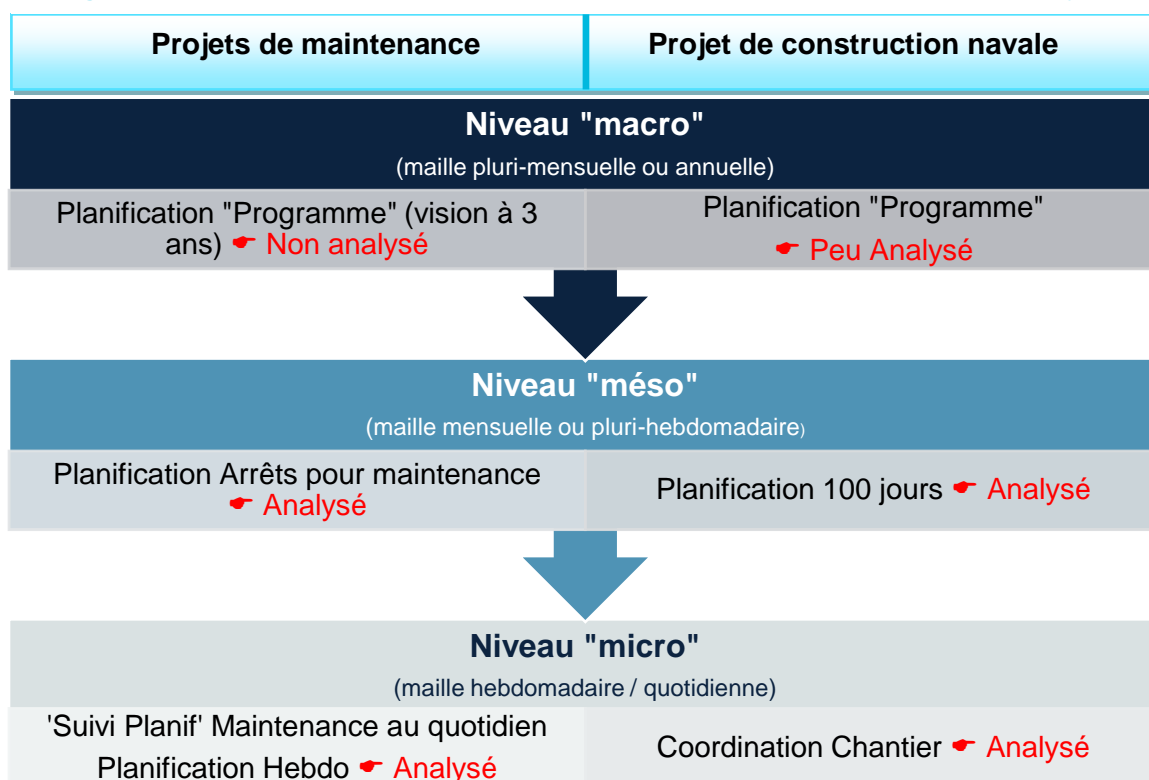 Projets de maintenance
Projet de construction navale
Niveau "macro"
(maille pluri-mensuelle ou annuelle)
Planification "Programme" (vision à 3
ans) ☛ Non analysé
Planification "Programme"
☛ Peu Analysé
Niveau "méso"
(maille mensuelle ou pluri-hebdomadaire)
Planification Arrêts pour maintenance
☛ Analysé
Planification 100 jours ☛ Analysé
Niveau "micro"
(maille hebdomadaire / quotidienne)
'Suivi Planif' Maintenance au quotidien
Planification Hebdo ☛ Analysé
Coordination Chantier ☛ Analysé